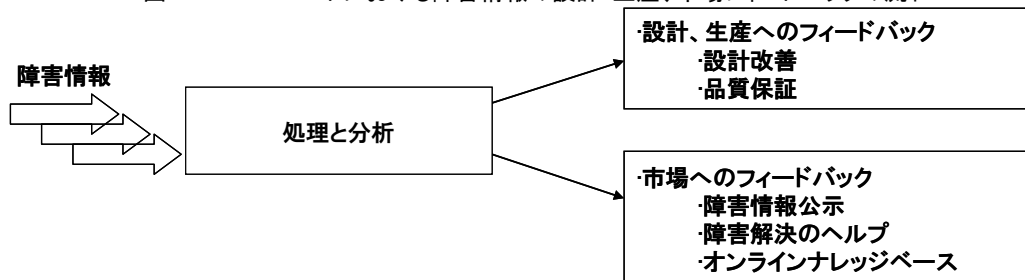 障害情報
処理と分析
·設計、生産へのフィードバック
·設計改善
·品質保証
·市場へのフィードバック
·障害情報公示
·障害解決のヘルプ
·オンラインナレッジベース